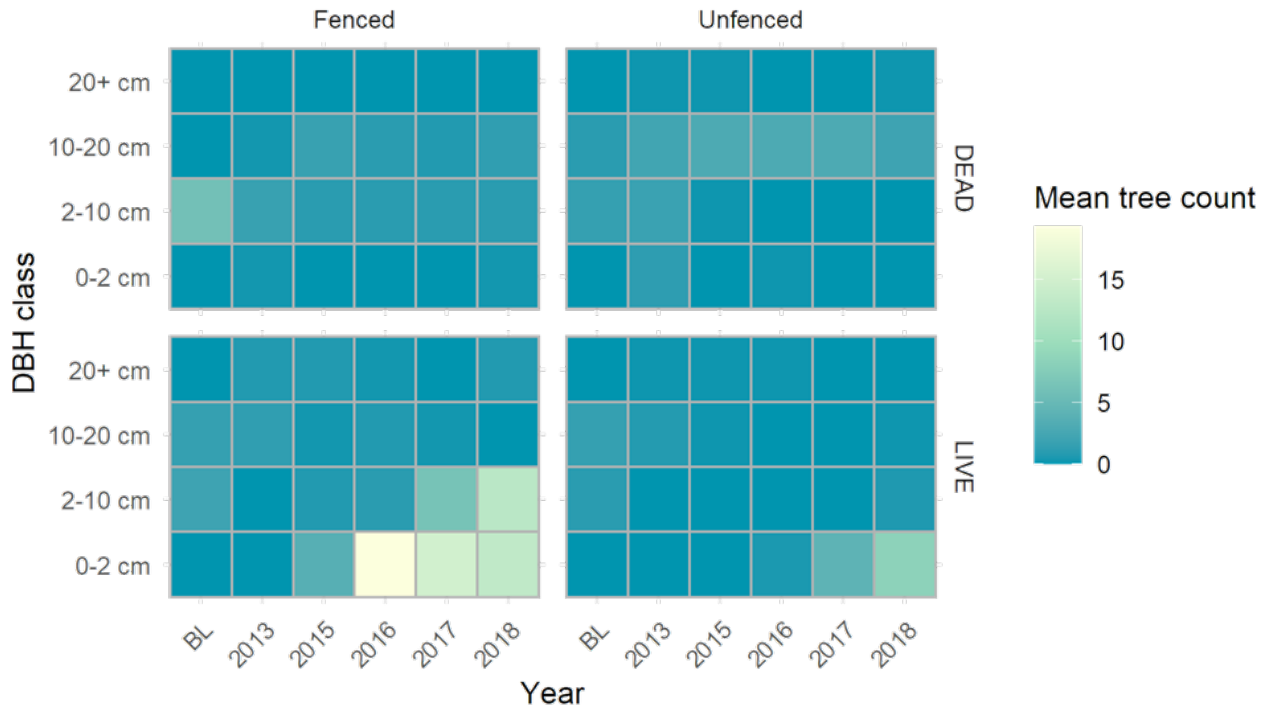 Fenced
Unfenced
20+ cm
10-20 cm
2-10 cm
0-2 cm
DEAD
20+ cm
10-20 cm
2-10 cm
0-2 cm
LIVE
DBH class
BL
2013
2015
2016
2017
2018
BL
2013
2015
2016
2017
2018
Year
Mean tree count
15
10
5
0